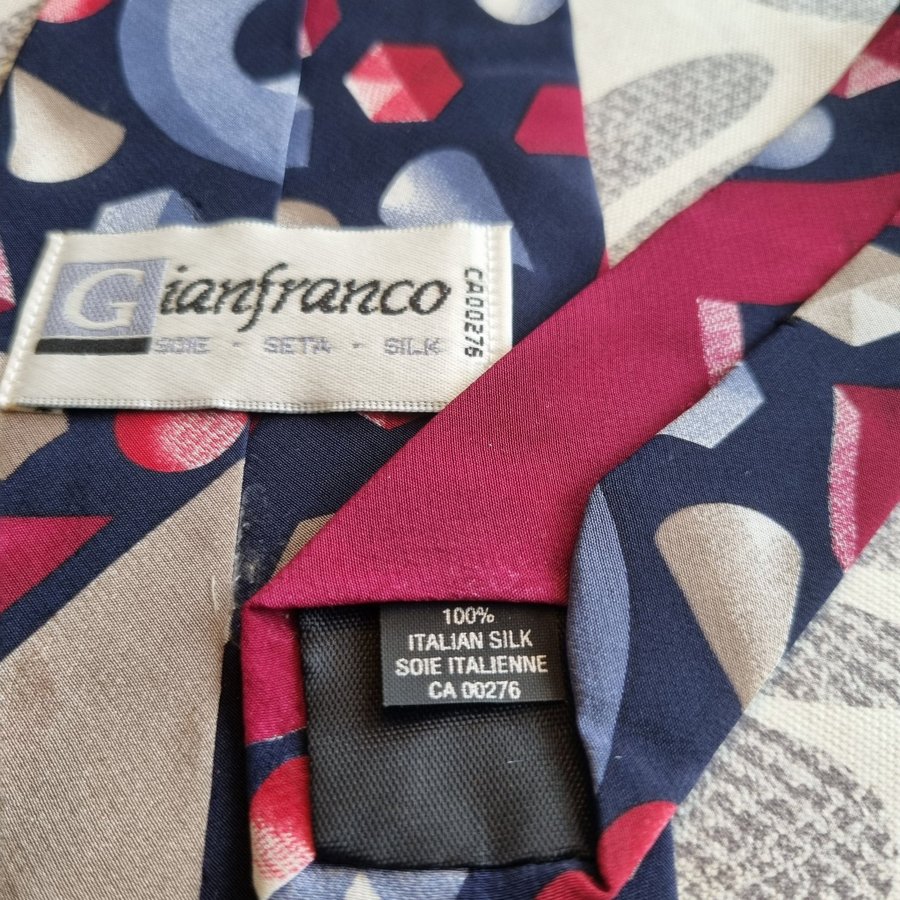 Gianfranco
SOIE - SETA - SILK
CA00276
100%
ITALIAN SILK
SOIE ITALIENNE
CA 00276